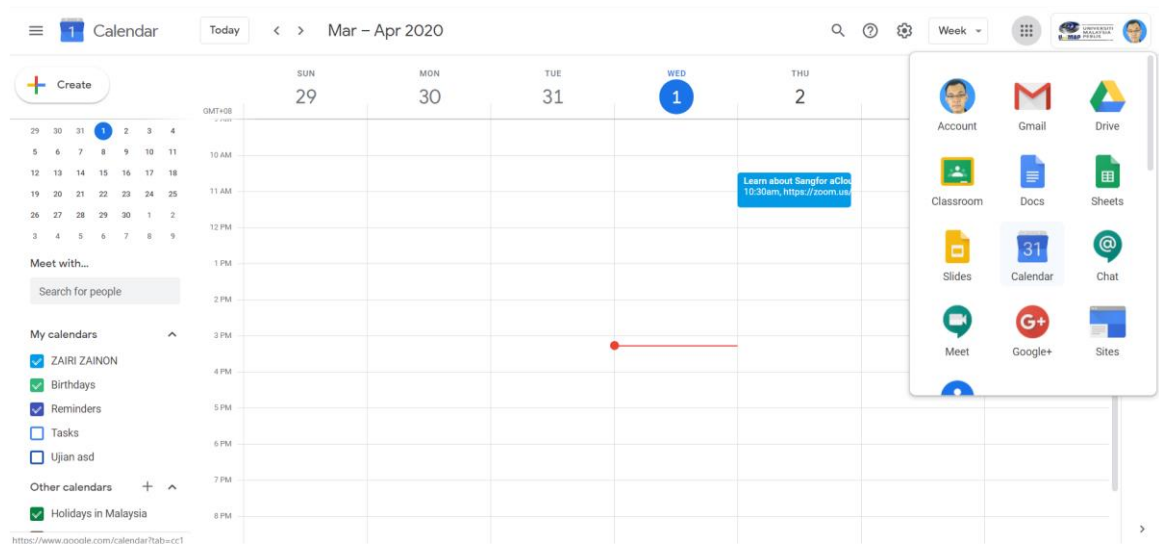 1 Calendar Today < > Mar – Apr 2020 Week
UNIVERSITI
MALAYSIA
PERLIS
Create
SUN MON TUE WED THU
29 30 31 1 2
GMT+08
29 30 31 1 2 3 4
5 6 7 8 9 10 11
12 13 14 15 16 17 18
19 20 21 22 23 24 25
26 27 28 29 30 1 2
3 4 5 6 7 8 9
Meet with...
Search for people
My calendars
ZAIRI ZAINON
Birthdays
Reminders
Tasks
Ujian asd
Other calendars +
Holidays in Malaysia
https://www.google.com/calendar?tab=cc1
10 AM
11 AM
12 PM
1 PM
2 PM
3 PM
4 PM
5 PM
6 PM
7 PM
8 PM
Learn about Sangfor aClou
10:30am, https://zoom.us/
Account Gmail Drive
Classroom Docs Sheets
31
Slides Calendar Chat
G+
Meet Google+ Sites